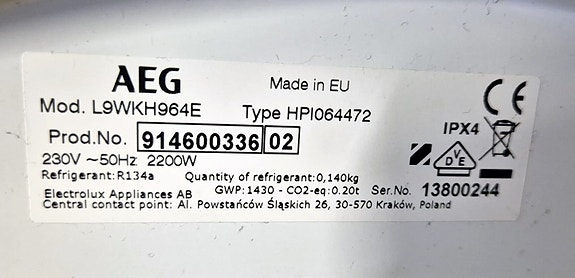 AEG Made in EU
Mod. L9WKH964E Type HPI064472
Prod.No. 914600336 02
IPX4
230V ~50Hz 2200W
DVE
Refrigerant:R134a Quantity of refrigerant:0,140kg
GWP:1430 - CO2-eq:0.20t Ser.No. 13800244
Electrolux Appliances AB
Central contact point: Al. Powstańców Śląskich 26, 30-570 Kraków, Poland